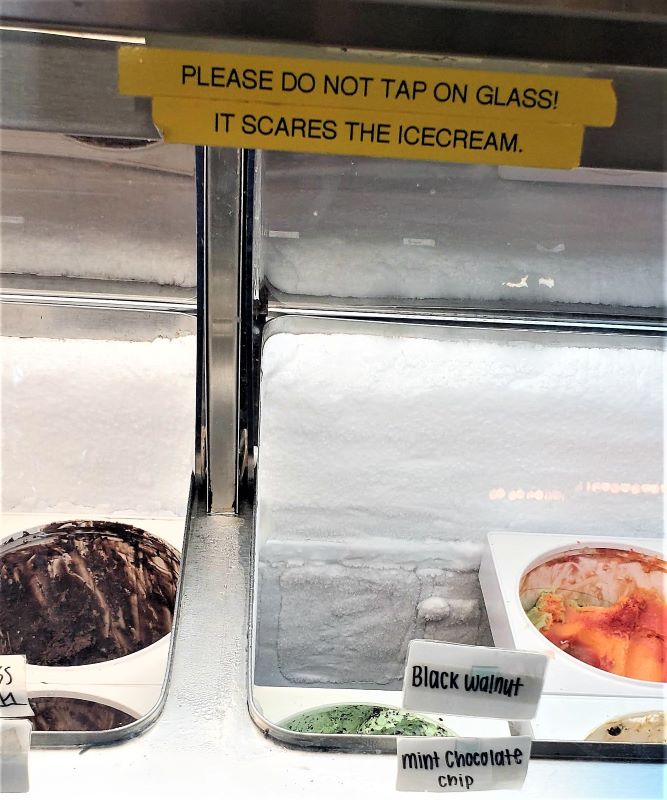 PLEASE DO NOT TAP ON GLASS!
IT SCARES THE ICECREAM.
Black walnut
mint Chocolate
chip